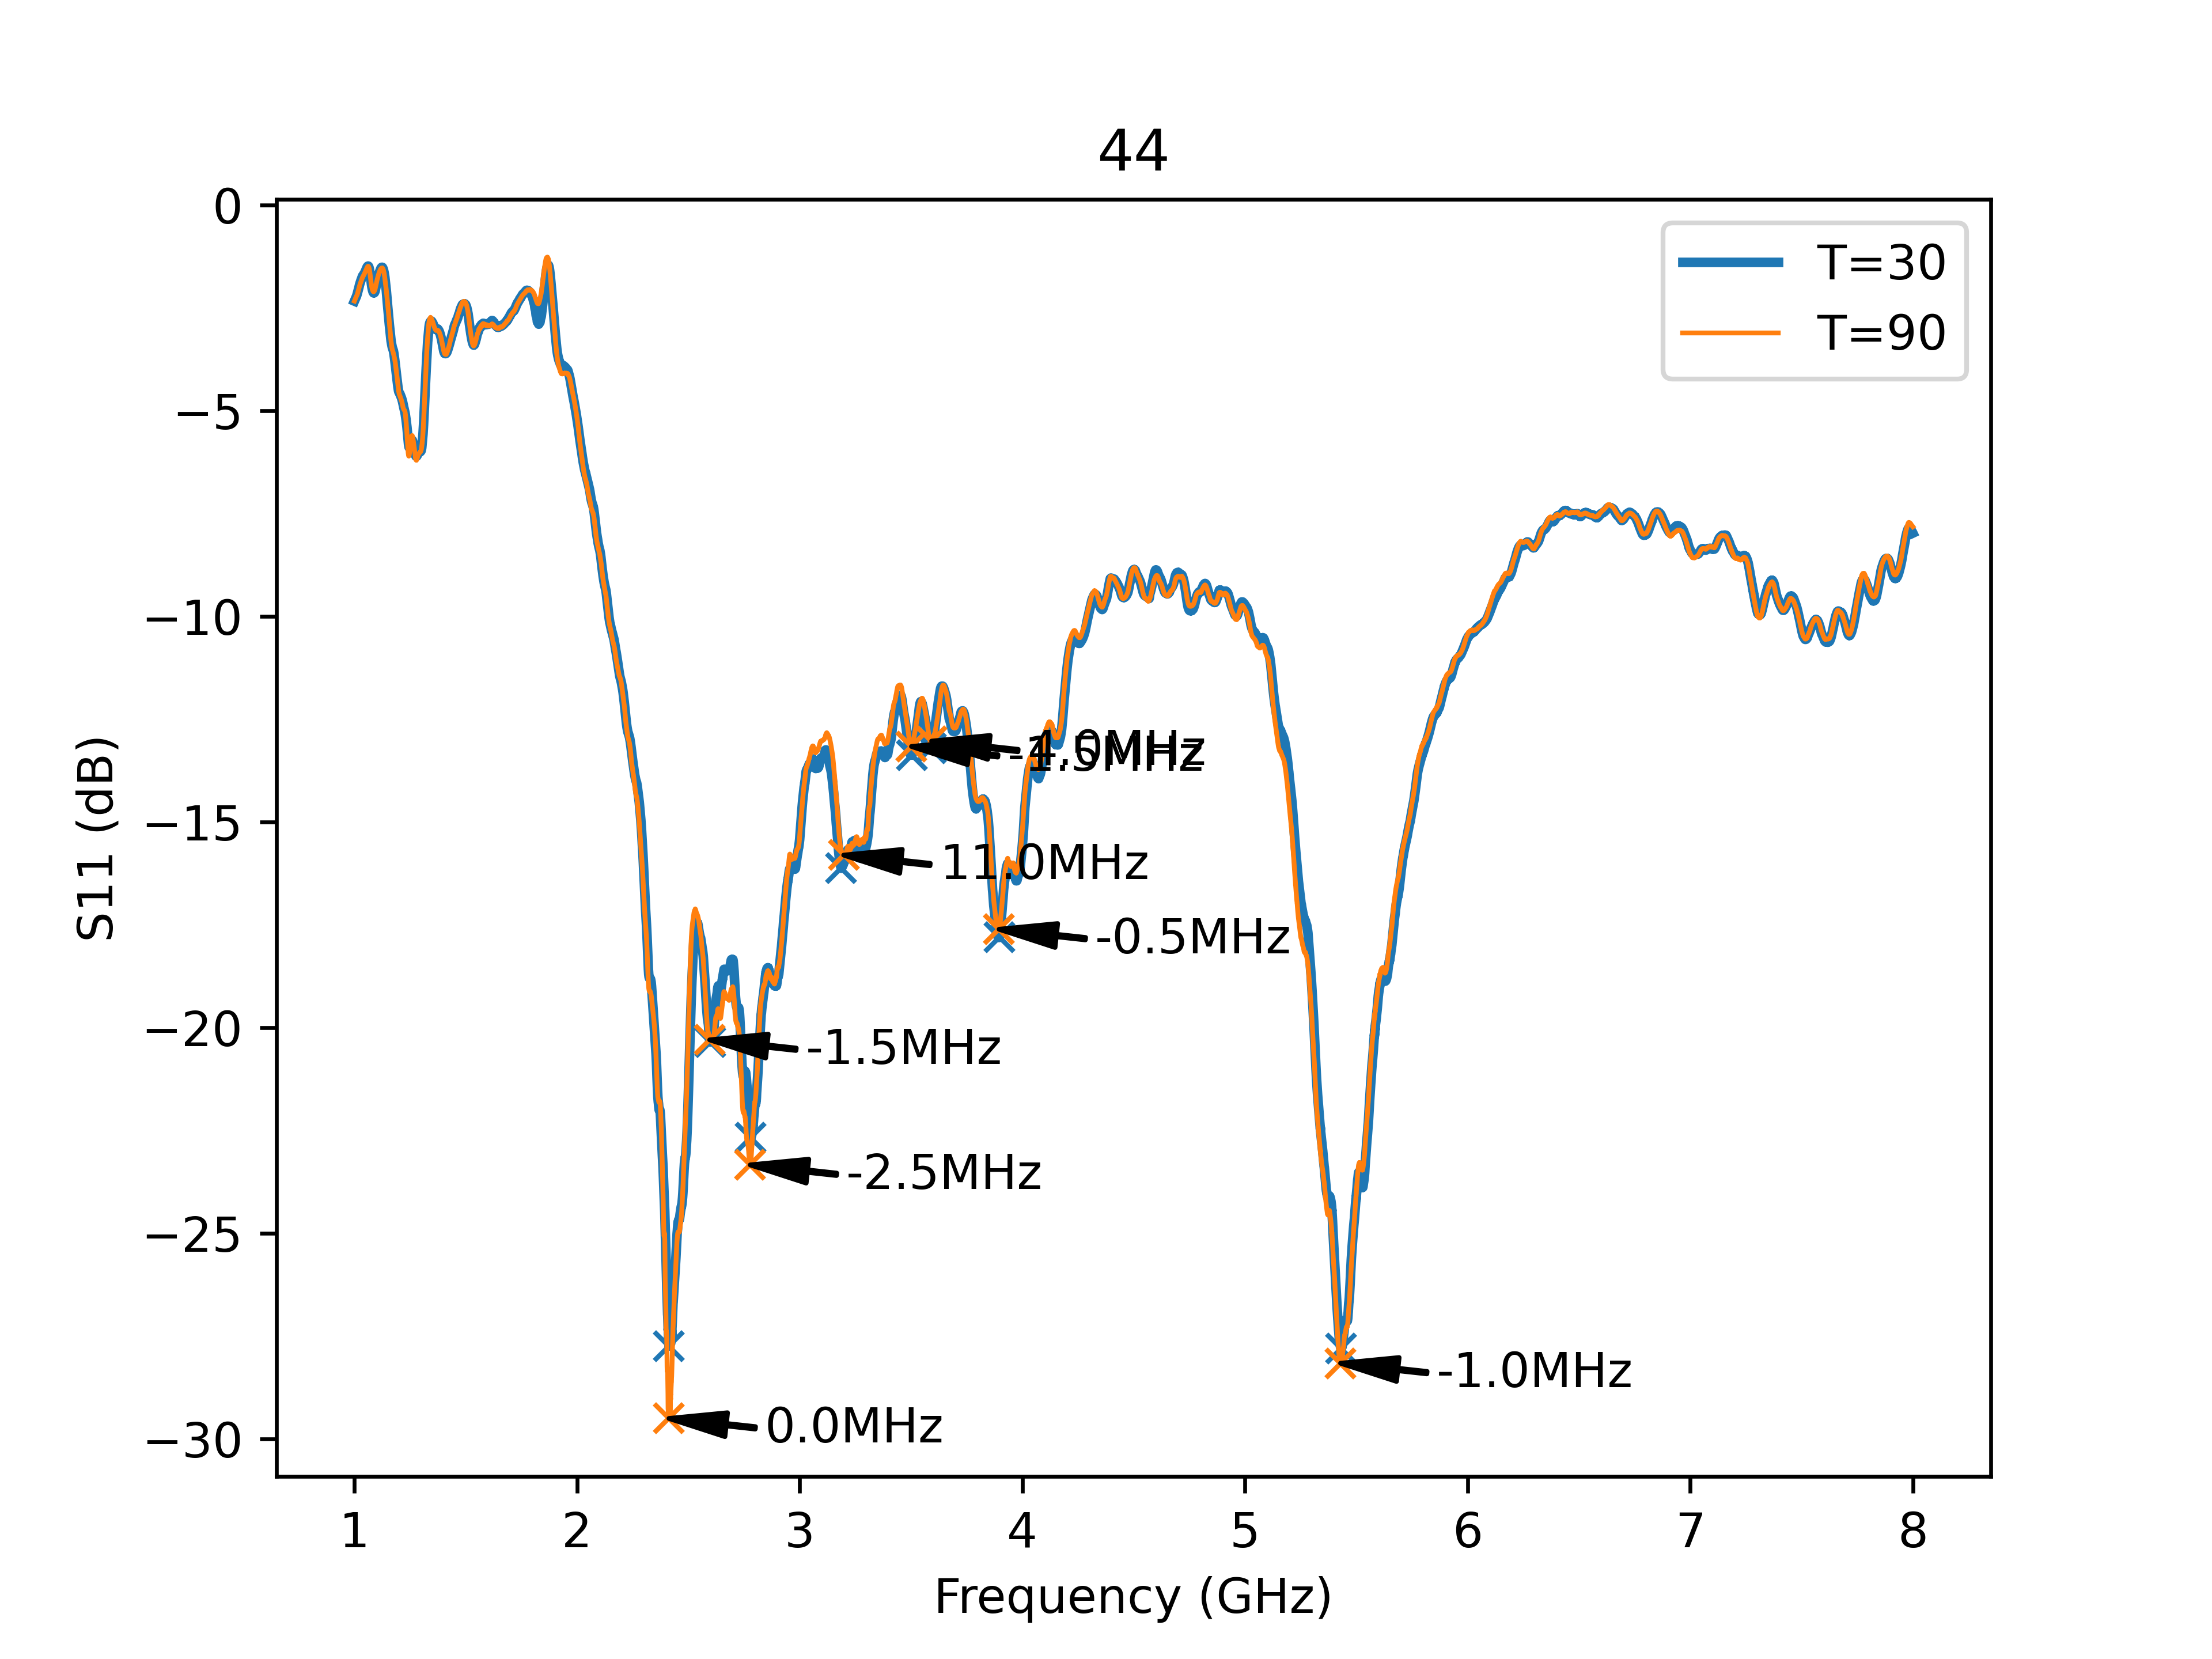 44
T=30
T=90
S11 (dB)
0
−5
−10
−15
−20
−25
−30
11.0MHz
-0.5MHz
-1.5MHz
-2.5MHz
-1.0MHz
0.0MHz
1 2 3 4 5 6 7 8
Frequency (GHz)